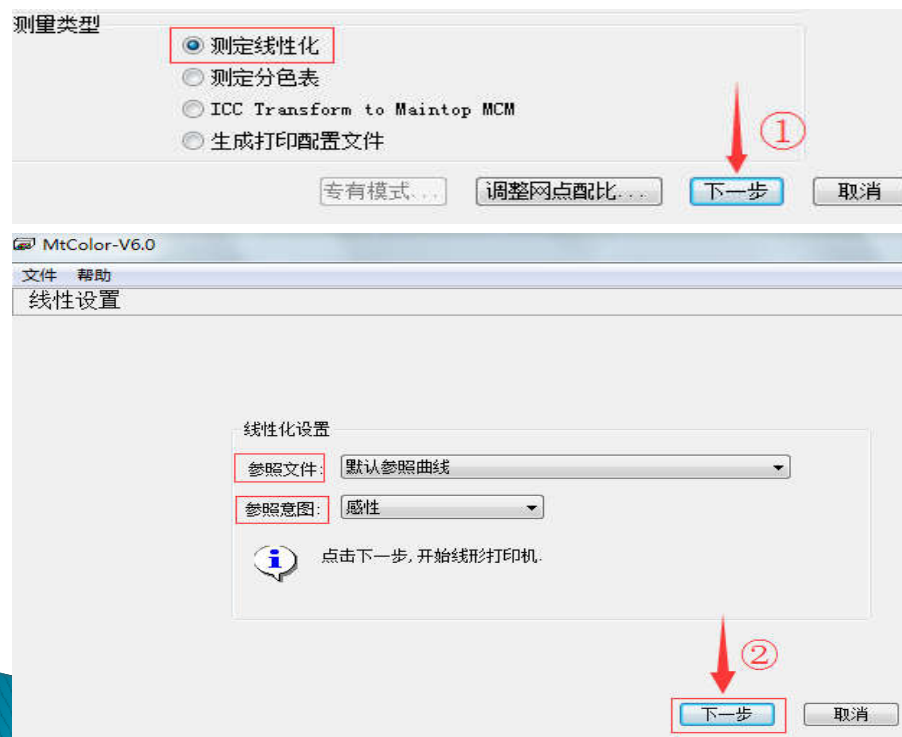 测量类型
测定线性化
测定分色表
ICC Transform to Maintop MCM
生成打印配置文件
①
专有模式... 调整网点配比... 下一步 取消
MtColor-V6.0
文件 帮助
线性设置
线性化设置
参照文件: 默认参照曲线
参照意图: 感性
点击下一步, 开始线形打印机.
②
下一步 取消